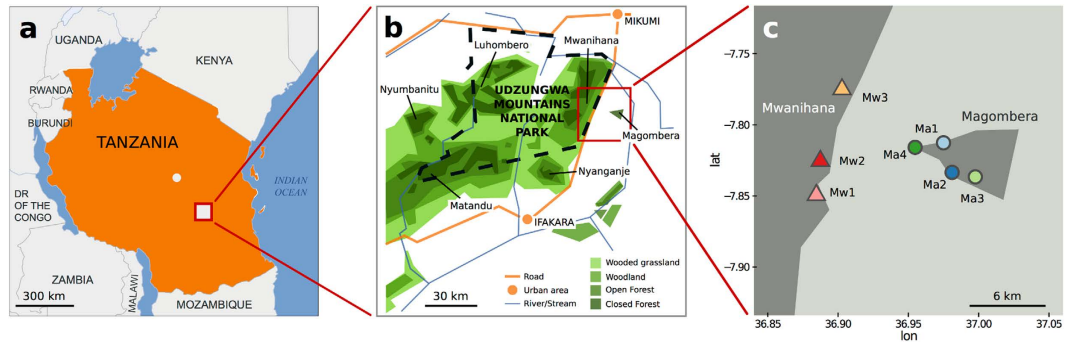 a
UGANDA
KENYA
RWANDA
BURUNDI
TANZANIA
INDIAN
OCEAN
DR
OF THE
CONGO
ZAMBIA
MALAWI
MOZAMBIQUE
300 km
b
MIKUMI
Luhombero
Mwanihana
Nyumbanitu
UDZUNGWA
MOUNTAINS
NATIONAL
PARK
Magombera
Nyanganje
Matandu
IFAKARA
Road
Urban area
River/Stream
Wooded grassland
Woodland
Open Forest
Closed Forest
30 km
c
−7.75
−7.80
−7.85
−7.90
lat
Mwanihana
Mw3
Mw2
Mw1
Magombera
Ma1
Ma4
Ma2
Ma3
6 km
36.85
36.90
36.95
37.00
37.05
lon